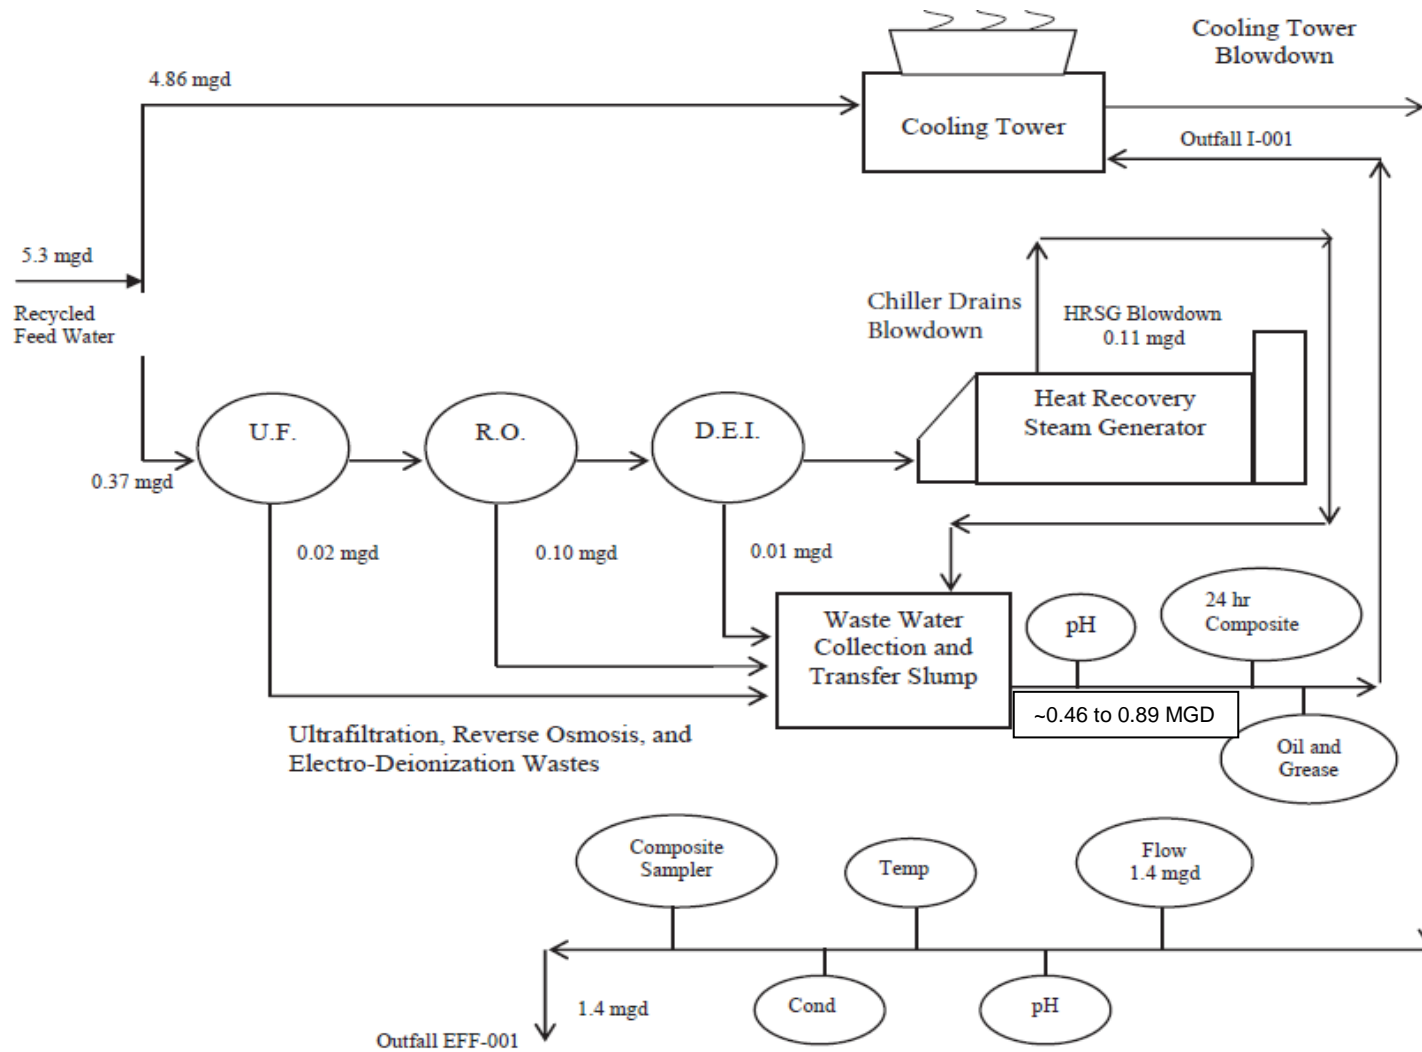 Cooling Tower
Blowdown
4.86 mgd
Cooling Tower
Outfall I-001
5.3 mgd
Recycled
Feed Water
Chiller Drains
Blowdown
HRSG Blowdown
0.11 mgd
Heat Recovery
Steam Generator
U.F.
R.O.
D.E.I.
0.37 mgd
0.02 mgd
0.10 mgd
0.01 mgd
Waste Water
Collection and
Transfer Slump
pH
24 hr
Composite
~0.46 to 0.89 MGD
Oil and
Grease
Ultrafiltration, Reverse Osmosis, and
Electro-Deionization Wastes
Composite
Sampler
Temp
Flow
1.4 mgd
Cond
pH
1.4 mgd
Outfall EFF-001